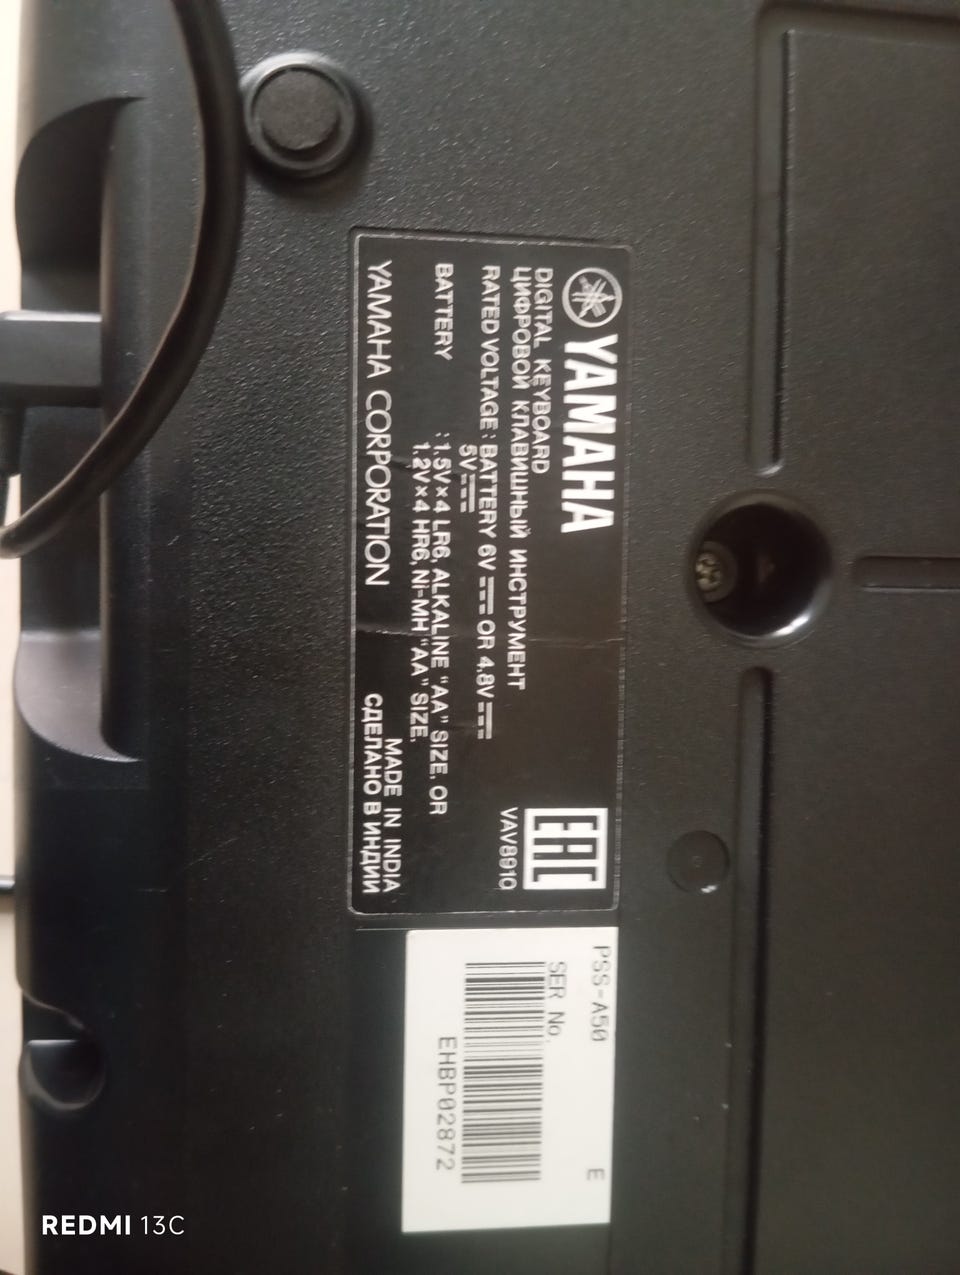 YAMAHA
DIGITAL KEYBOARD
ЦИФРОВОЙ КЛАВИШНЫЙ ИНСТРУМЕНТ
RATED VOLTAGE : BATTERY 6V ⎓ OR 4.8V ⎓
5V ⎓
BATTERY : 1.5V×4 LR6, ALKALINE "AA" SIZE, OR
1.2V×4 HR6, Ni-MH "AA" SIZE.
YAMAHA CORPORATION
MADE IN INDIA
СДЕЛАНО В ИНДИИ
EAC
VAV8910
PSS-A50 E
SER No.
EHBP02872
REDMI 13C